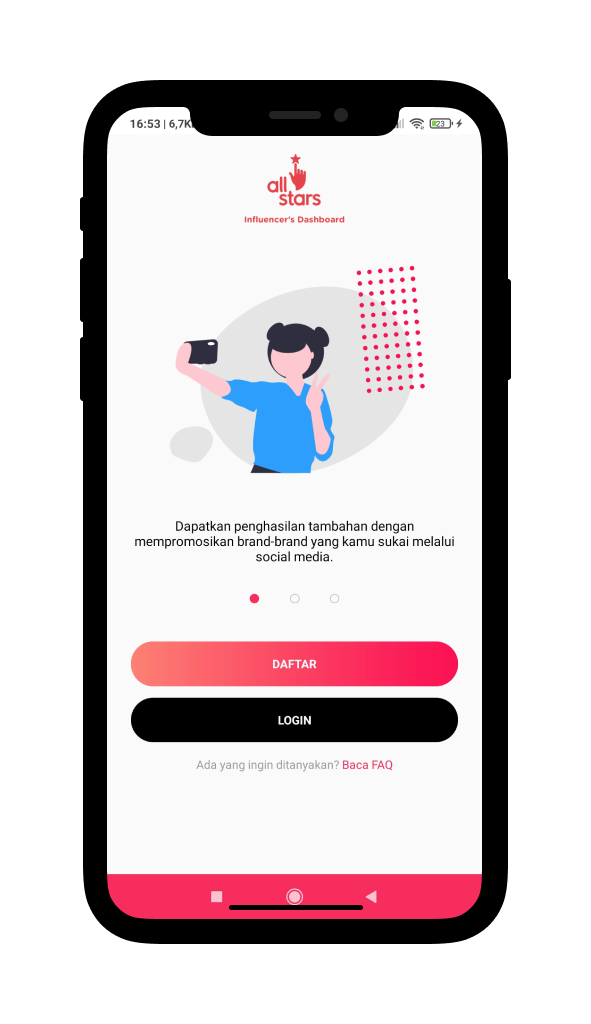 16:53 | 6,7K
23
all
stars
Influencer's Dashboard
Dapatkan penghasilan tambahan dengan
mempromosikan brand-brand yang kamu sukai melalui
social media.
DAFTAR
LOGIN
Ada yang ingin ditanyakan? Baca FAQ